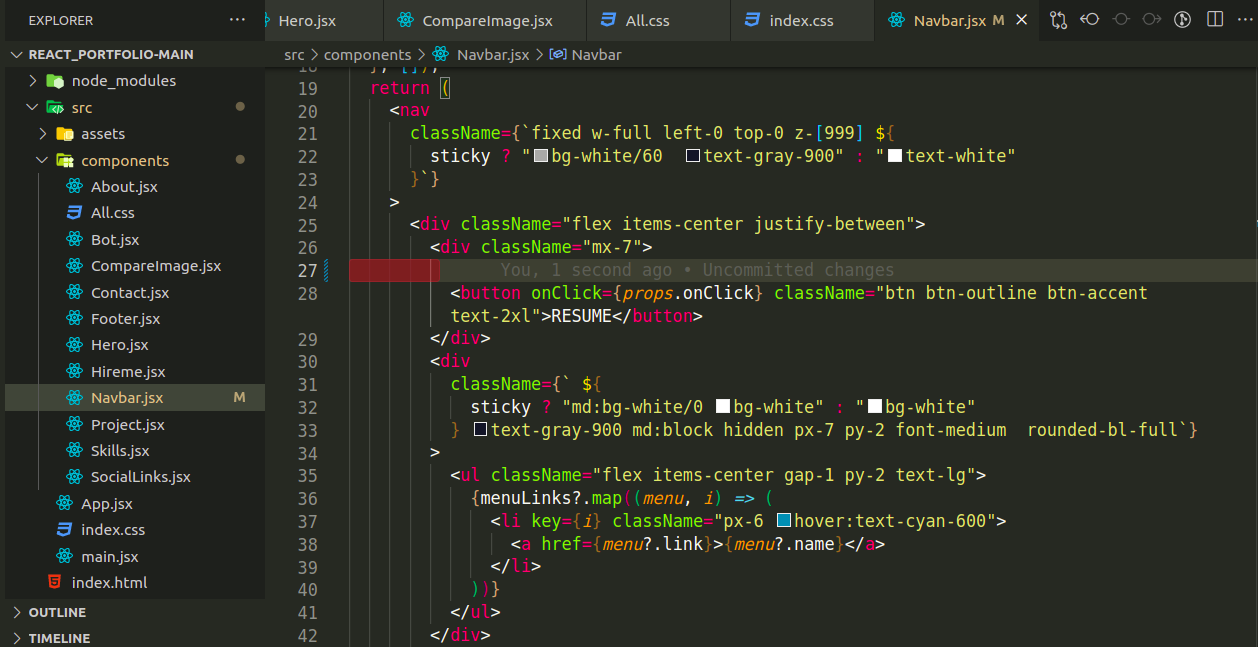 EXPLORER
Hero.jsx
CompareImage.jsx
All.css
index.css
Navbar.jsx M
REACT_PORTFOLIO-MAIN
src > components > Navbar.jsx > Navbar
node_modules
src
assets
components
About.jsx
All.css
Bot.jsx
CompareImage.jsx
Contact.jsx
Footer.jsx
Hero.jsx
Hireme.jsx
Navbar.jsx M
Project.jsx
Skills.jsx
SocialLinks.jsx
App.jsx
index.css
main.jsx
index.html
OUTLINE
TIMELINE
18 }, []);
19 return (
20 <nav
21 className={`fixed w-full left-0 top-0 z-[999] ${
22 sticky ? "bg-white/60  text-gray-900" : "text-white"
23 }`}
24 >
25 <div className="flex items-center justify-between">
26 <div className="mx-7">
27 You, 1 second ago • Uncommitted changes
28 <button onClick={props.onClick} className="btn btn-outline btn-accent
text-2xl">RESUME</button>
29 </div>
30 <div
31 className={` ${
32 sticky ? "md:bg-white/0 bg-white" : "bg-white"
33 } text-gray-900 md:block hidden px-7 py-2 font-medium  rounded-bl-full`}
34 >
35 <ul className="flex items-center gap-1 py-2 text-lg">
36 {menuLinks?.map((menu, i) => (
37 <li key={i} className="px-6 hover:text-cyan-600">
38 <a href={menu?.link}>{menu?.name}</a>
39 </li>
40 ))}
41 </ul>
42 </div>